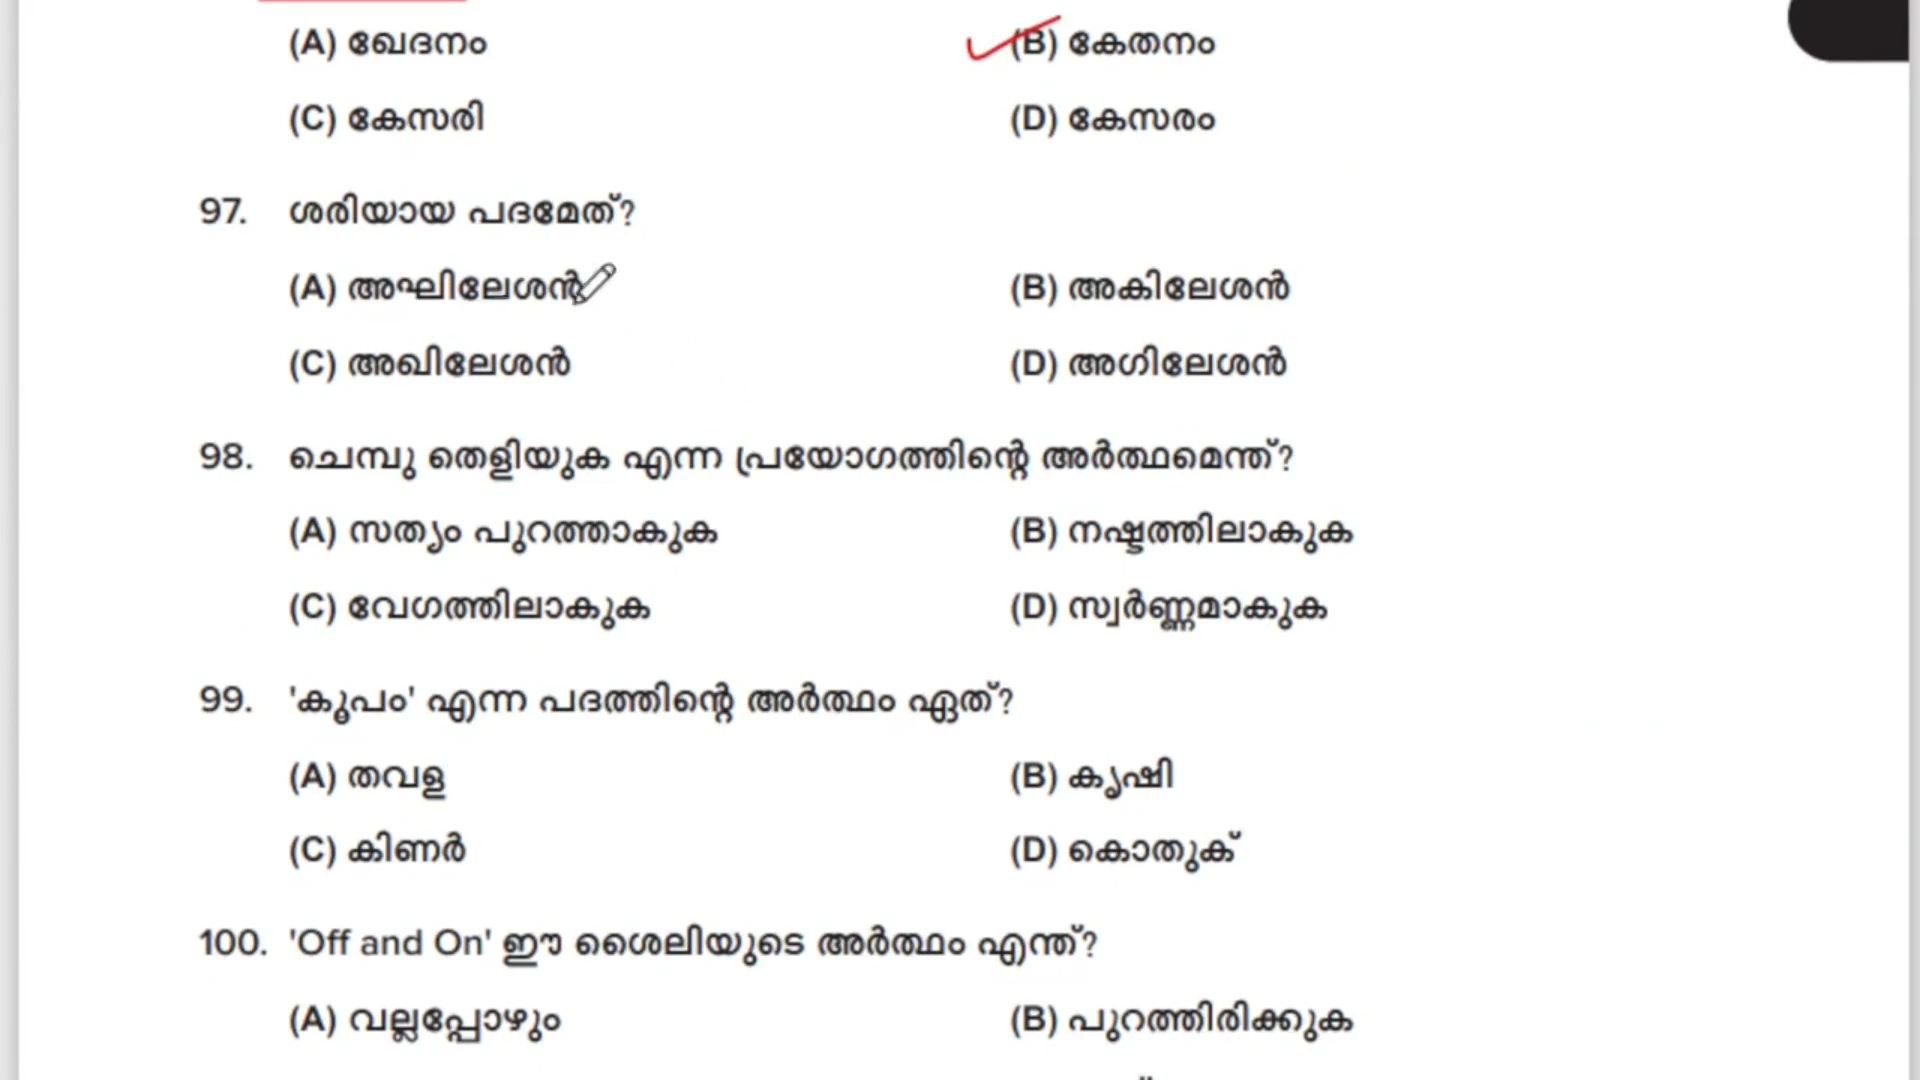 (A) ഖേദനം (B) കേതനം
(C) കേസരി (D) കേസരം
97. ശരിയായ പദമേത്?
(A) അഘിലേശൻ (B) അകിലേശൻ
(C) അഖിലേശൻ (D) അഗിലേശൻ
98. ചെമ്പു തെളിയുക എന്ന പ്രയോഗത്തിന്റെ അർത്ഥമെന്ത്?
(A) സത്യം പുറത്താകുക (B) നഷ്ടത്തിലാകുക
(C) വേഗത്തിലാകുക (D) സ്വർണ്ണമാകുക
99. 'കൂപം' എന്ന പദത്തിന്റെ അർത്ഥം ഏത്?
(A) തവള (B) കൃഷി
(C) കിണർ (D) കൊതുക്
100. 'Off and On' ഈ ശൈലിയുടെ അർത്ഥം എന്ത്?
(A) വല്ലപ്പോഴും (B) പുറത്തിരിക്കുക